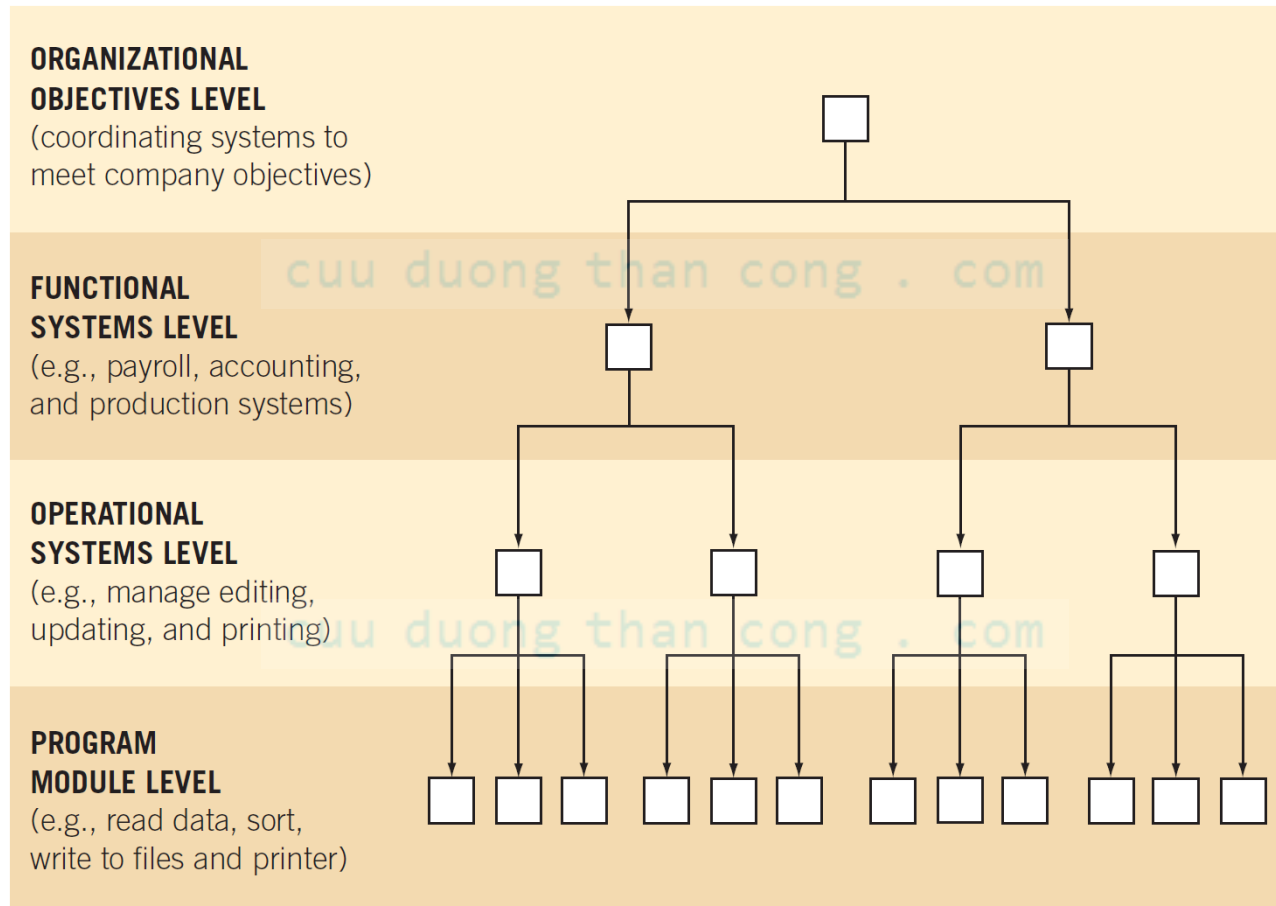 ORGANIZATIONAL
OBJECTIVES LEVEL
(coordinating systems to
meet company objectives)
cuu duong than cong . com
FUNCTIONAL
SYSTEMS LEVEL
(e.g., payroll, accounting,
and production systems)
OPERATIONAL
SYSTEMS LEVEL
(e.g., manage editing,
updating, and printing)
cuu duong than cong . com
PROGRAM
MODULE LEVEL
(e.g., read data, sort,
write to files and printer)